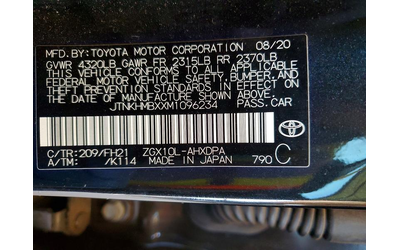 MFD.BY:TOYOTA MOTOR CORPORATION 08/20
GVWR 4320LB GAWR FR 2315LB RR 2370LB
THIS VEHICLE CONFORMS TO ALL APPLICABLE
FEDERAL MOTOR VEHICLE SAFETY, BUMPER, AND
THEFT PREVENTION STANDARDS IN EFFECT ON
THE DATE OF MANUFACTURE SHOWN ABOVE.
JTNKHMBXXM1096234 PASS.CAR
TOYOTA
C/TR:209/FH21 ZGX10L-AHXDPA
A/TM: /K114 MADE IN JAPAN 790 C